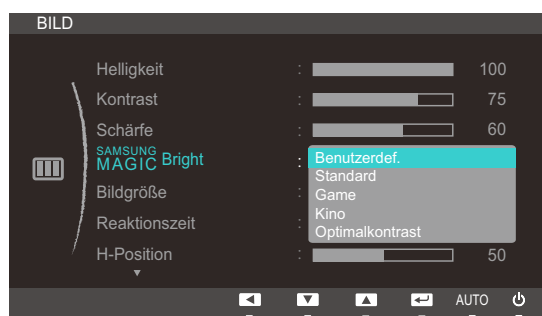 BILD
Helligkeit : 100
Kontrast : 75
Schärfe : 60
SAMSUNG MAGIC Bright : Benutzerdef.
Standard
Game
Kino
Optimalkontrast
Bildgröße :
Reaktionszeit :
H-Position : 50
AUTO